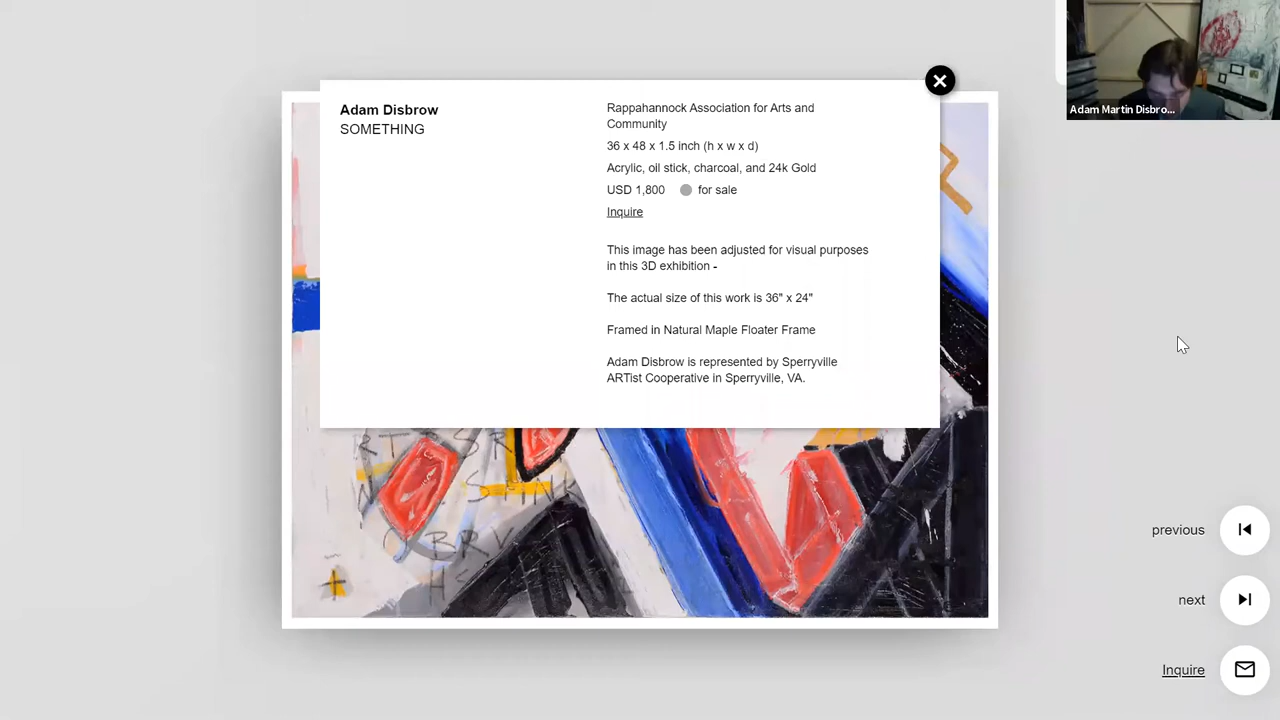 Adam Disbrow
SOMETHING
Rappahannock Association for Arts and
Community
36 x 48 x 1.5 inch (h x w x d)
Acrylic, oil stick, charcoal, and 24k Gold
USD 1,800 for sale
Inquire
This image has been adjusted for visual purposes
in this 3D exhibition -
The actual size of this work is 36" x 24"
Framed in Natural Maple Floater Frame
Adam Disbrow is represented by Sperryville
ARTist Cooperative in Sperryville, VA.
Adam Martin Disbro...
previous
next
Inquire